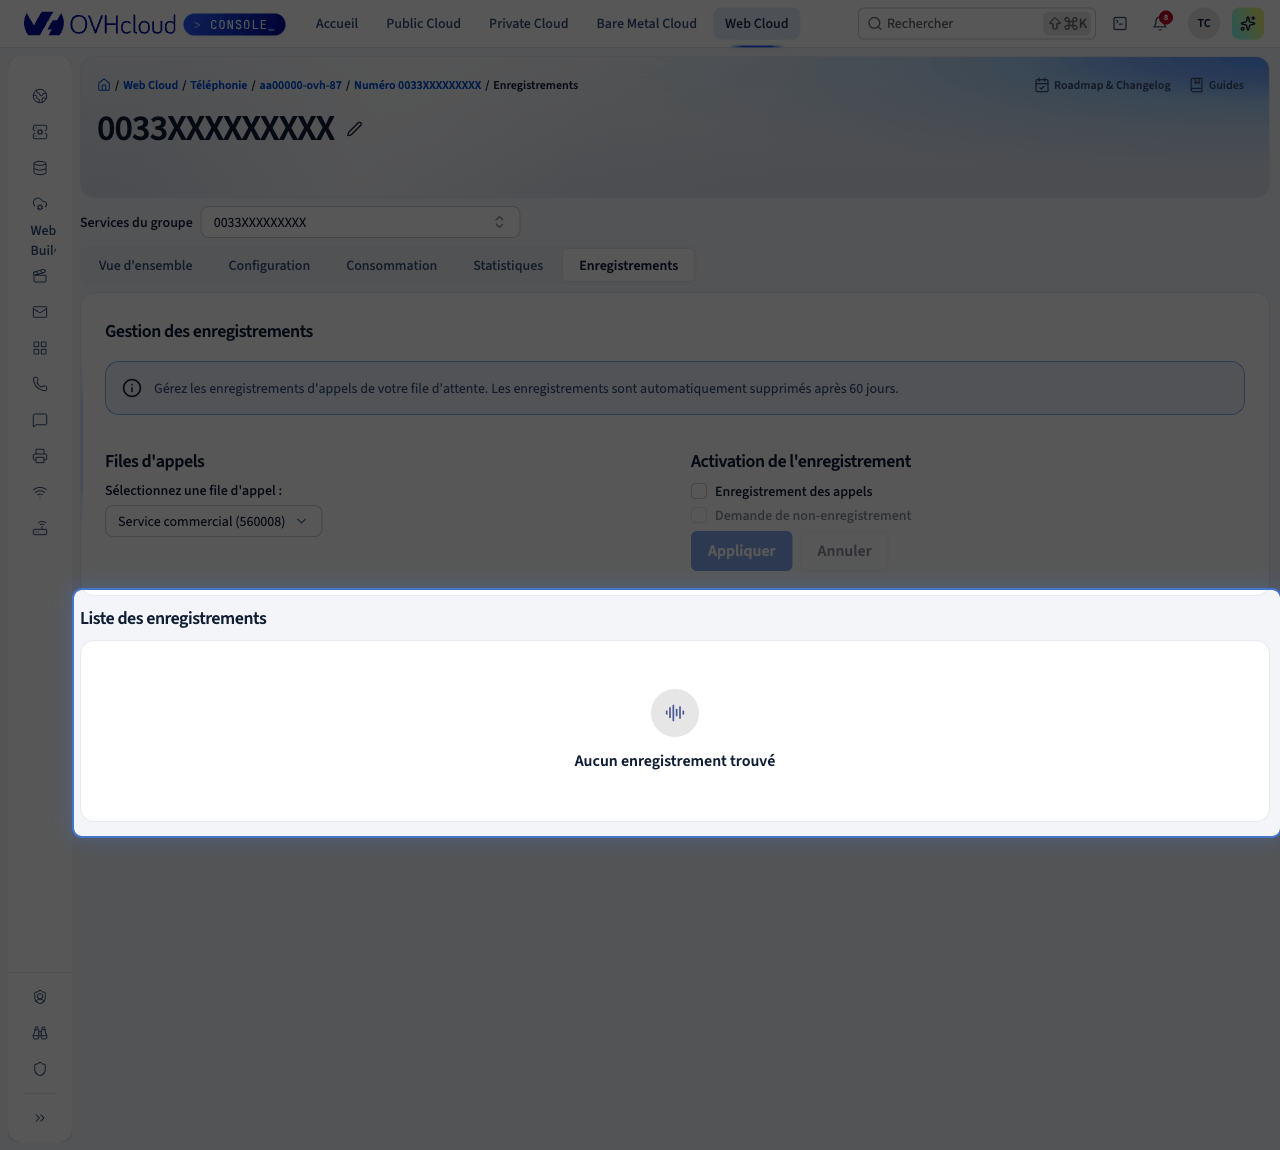 OVHcloud > CONSOLE_ Accueil Public Cloud Private Cloud Bare Metal Cloud Web Cloud Rechercher ⇧⌘K 8 TC
/ Web Cloud / Téléphonie / aa00000-ovh-87 / Numéro 0033XXXXXXXXX / Enregistrements Roadmap & Changelog Guides
0033XXXXXXXXX
Services du groupe 0033XXXXXXXXX
Web
Buil
Vue d'ensemble Configuration Consommation Statistiques Enregistrements
Gestion des enregistrements
Gérez les enregistrements d'appels de votre file d'attente. Les enregistrements sont automatiquement supprimés après 60 jours.
Files d'appels
Sélectionnez une file d'appel :
Service commercial (560008)
Activation de l'enregistrement
Enregistrement des appels
Demande de non-enregistrement
Appliquer Annuler
Liste des enregistrements
Aucun enregistrement trouvé